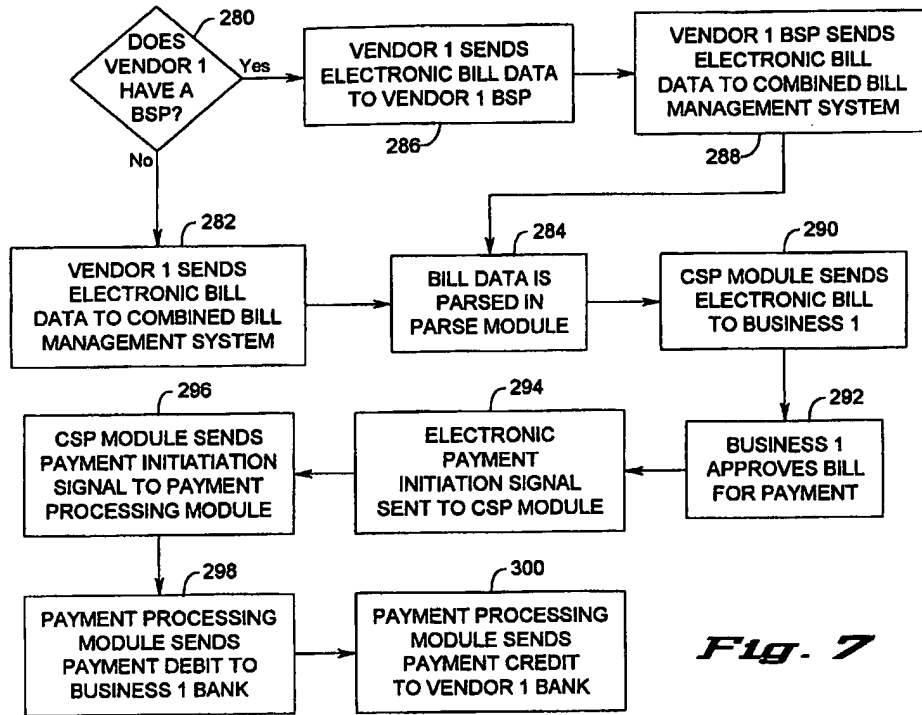 280
DOES
VENDOR 1
HAVE A
BSP?
Yes
No
VENDOR 1 SENDS
ELECTRONIC BILL DATA
TO VENDOR 1 BSP
286
VENDOR 1 BSP SENDS
ELECTRONIC BILL
DATA TO COMBINED BILL
MANAGEMENT SYSTEM
288
282
VENDOR 1 SENDS
ELECTRONIC BILL
DATA TO COMBINED BILL
MANAGEMENT SYSTEM
284
BILL DATA IS
PARSED IN
PARSE MODULE
290
CSP MODULE SENDS
ELECTRONIC BILL
TO BUSINESS 1
292
BUSINESS 1
APPROVES BILL
FOR PAYMENT
294
ELECTRONIC
PAYMENT
INITIATION SIGNAL
SENT TO CSP MODULE
296
CSP MODULE SENDS
PAYMENT INITIATIATION
SIGNAL TO PAYMENT
PROCESSING MODULE
298
PAYMENT PROCESSING
MODULE SENDS
PAYMENT DEBIT TO
BUSINESS 1 BANK
300
PAYMENT PROCESSING
MODULE SENDS
PAYMENT CREDIT
TO VENDOR 1 BANK
Fig. 7